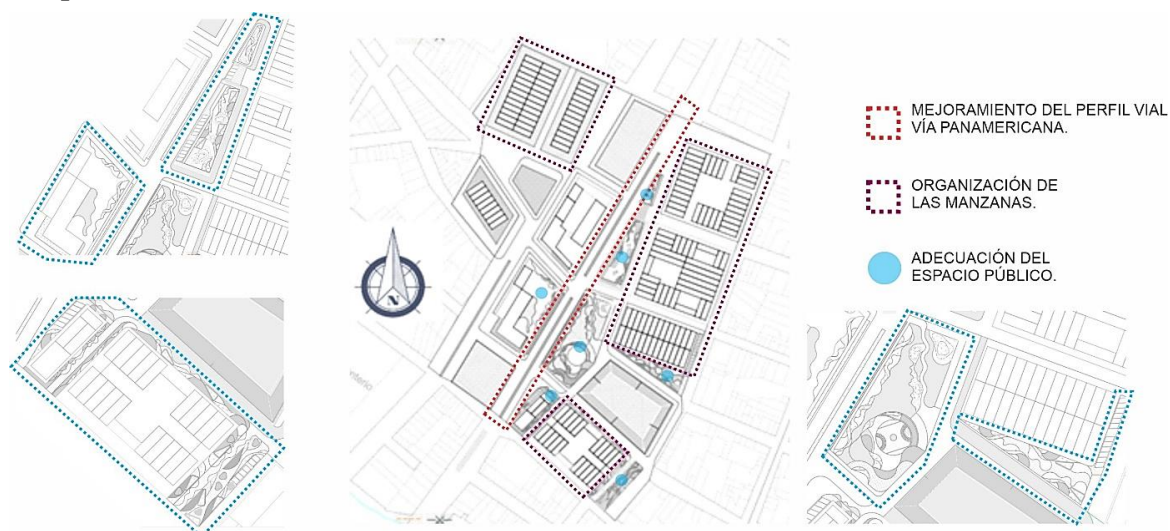 MEJORAMIENTO DEL PERFIL VIAL
VÍA PANAMERICANA.
ORGANIZACIÓN DE
LAS MANZANAS.
ADECUACIÓN DEL
ESPACIO PÚBLICO.
N